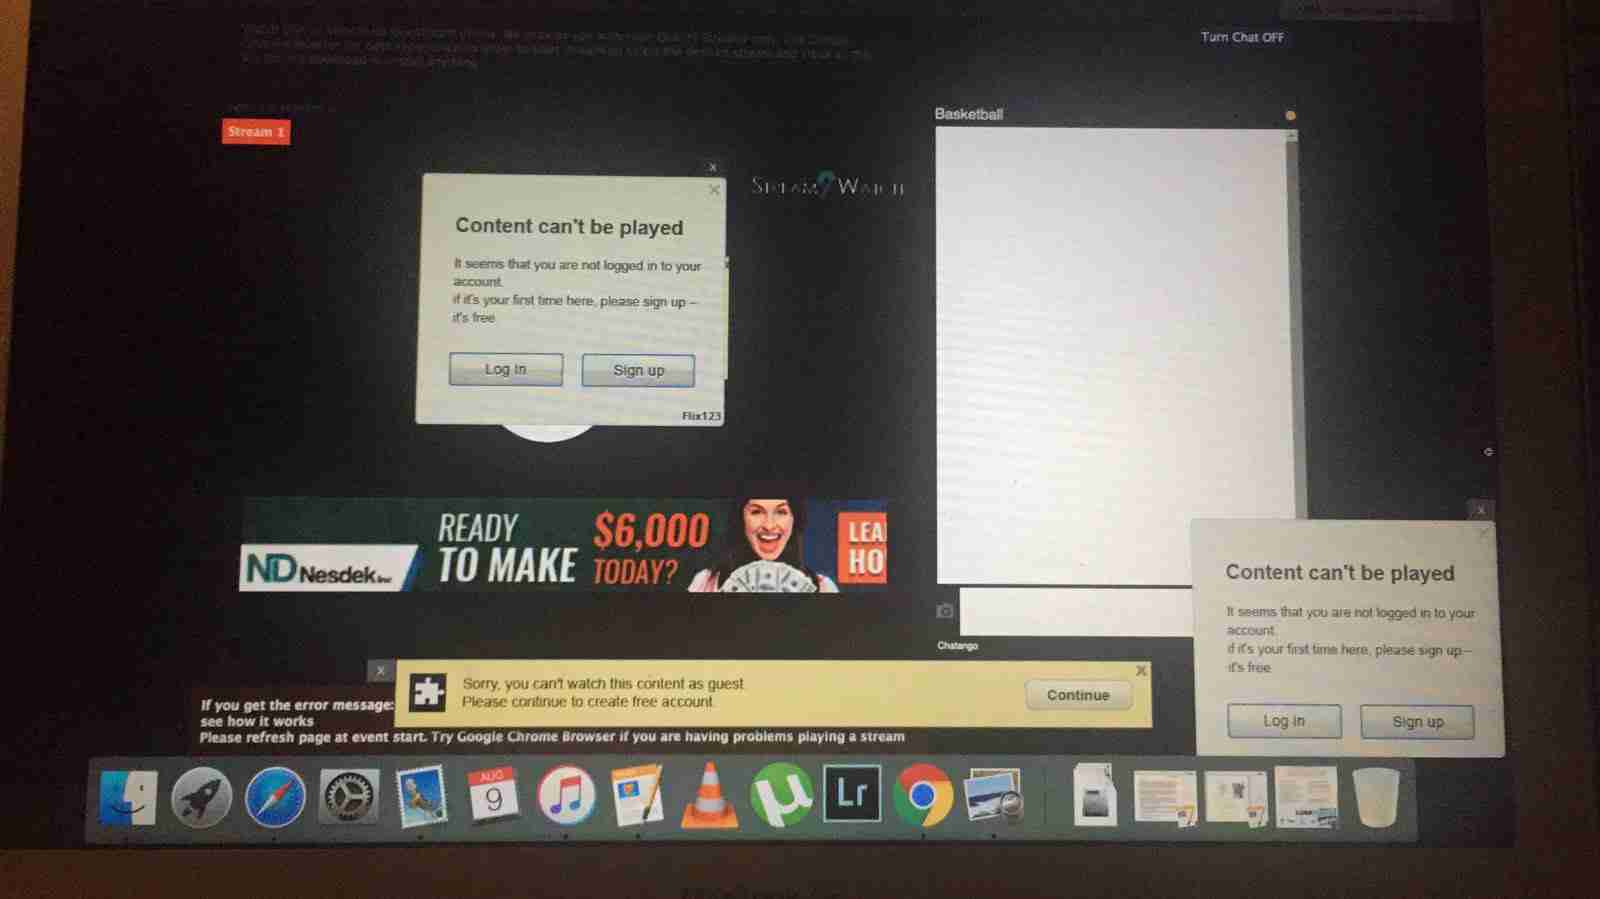 Turn Chat OFF
Stream 1
Basketball
Stream2Watch
Content can't be played
It seems that you are not logged in to your
account.
if it's your first time here, please sign up –
it's free
Log in
Sign up
Flix123
READY
TO MAKE
$6,000
TODAY?
LEA
HO
ND Nesdek Inc
Content can't be played
It seems that you are not logged in to your
account.
if it's your first time here, please sign up –
it's free
Log in
Sign up
Chatango
Sorry, you can't watch this content as guest.
Please continue to create free account.
Continue
If you get the error message:
see how it works
Please refresh page at event start. Try Google Chrome Browser if you are having problems playing a stream
AUG
9
Lr